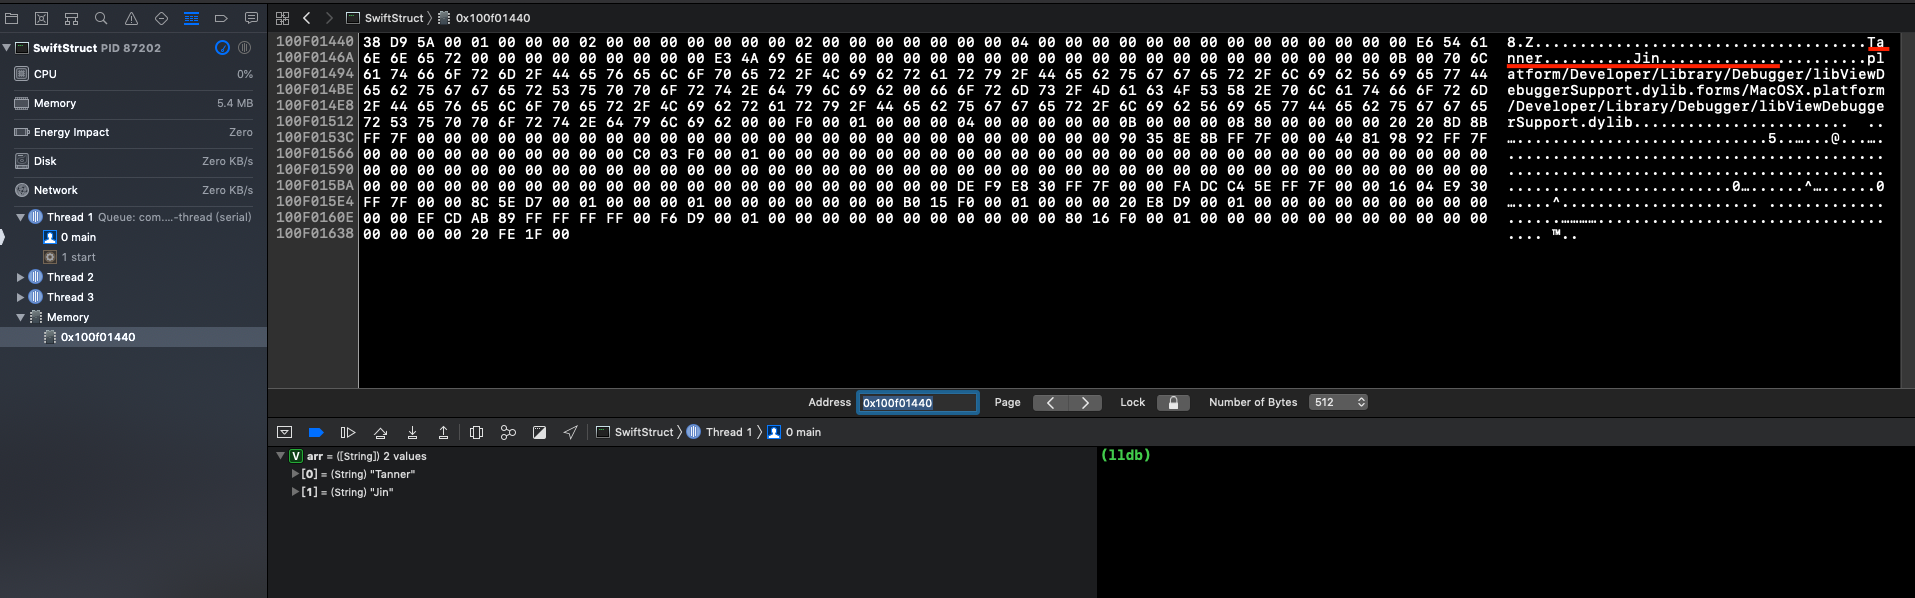 SwiftStruct 〉 0x100f01440
SwiftStruct PID 87202
CPU 0%
Memory 5.4 MB
Energy Impact Zero
Disk Zero KB/s
Network Zero KB/s
Thread 1 Queue: com....-thread (serial)
0 main
1 start
Thread 2
Thread 3
Memory
0x100f01440
100F01440 38 D9 5A 00 01 00 00 00 02 00 00 00 00 00 00 00 02 00 00 00 00 00 00 00 04 00 00 00 00 00 00 00 00 00 00 00 00 00 00 E6 54 61 8.Z.....................................Ta
100F0146A 6E 6E 65 72 00 00 00 00 00 00 00 00 00 E3 4A 69 6E 00 00 00 00 00 00 00 00 00 00 00 00 00 00 00 00 00 00 00 00 00 0B 00 70 6C nner..........Jin.......................pl
100F01494 61 74 66 6F 72 6D 2F 44 65 76 65 6C 6F 70 65 72 2F 4C 69 62 72 61 72 79 2F 44 65 62 75 67 67 65 72 2F 6C 69 62 56 69 65 77 44 atform/Developer/Library/Debugger/libViewD
100F014BE 65 62 75 67 67 65 72 53 75 70 70 6F 72 74 2E 64 79 6C 69 62 00 66 6F 72 6D 73 2F 4D 61 63 4F 53 58 2E 70 6C 61 74 66 6F 72 6D ebuggerSupport.dylib.forms/MacOSX.platform
100F014E8 2F 44 65 76 65 6C 6F 70 65 72 2F 4C 69 62 72 61 72 79 2F 44 65 62 75 67 67 65 72 2F 6C 69 62 56 69 65 77 44 65 62 75 67 67 65 /Developer/Library/Debugger/libViewDebugge
100F01512 72 53 75 70 70 6F 72 74 2E 64 79 6C 69 62 00 00 F0 00 01 00 00 00 04 00 00 00 00 00 0B 00 00 00 08 80 00 00 00 00 20 20 8D 8B rSupport.dylib........................  ..
100F0153C FF 7F 00 00 00 00 00 00 00 00 00 00 00 00 00 00 00 00 00 00 00 00 00 00 00 00 00 00 90 35 8E 8B FF 7F 00 00 40 81 98 92 FF 7F ….............................5..…...@...….
100F01566 00 00 00 00 00 00 00 00 00 00 C0 03 F0 00 01 00 00 00 00 00 00 00 00 00 00 00 00 00 00 00 00 00 00 00 00 00 00 00 00 00 00 00 ..........................................
100F01590 00 00 00 00 00 00 00 00 00 00 00 00 00 00 00 00 00 00 00 00 00 00 00 00 00 00 00 00 00 00 00 00 00 00 00 00 00 00 00 00 00 00 ..........................................
100F015BA 00 00 00 00 00 00 00 00 00 00 00 00 00 00 00 00 00 00 00 00 00 00 DE F9 E8 30 FF 7F 00 00 FA DC C4 5E FF 7F 00 00 16 04 E9 30 .........................0…......^…......0
100F015E4 FF 7F 00 00 8C 5E D7 00 01 00 00 00 01 00 00 00 00 00 00 00 B0 15 F0 00 01 00 00 00 20 E8 D9 00 01 00 00 00 00 00 00 00 00 00 ….....^...................... .............
100F0160E 00 00 EF CD AB 89 FF FF FF FF 00 F6 D9 00 01 00 00 00 00 00 00 00 00 00 00 00 80 16 F0 00 01 00 00 00 00 00 00 00 00 00 00 00 ......…………................................
100F01638 00 00 00 00 20 FE 1F 00 .... ™..
Address 0x100f01440 Page Lock Number of Bytes 512
SwiftStruct 〉 Thread 1 〉 0 main
V arr = ([String]) 2 values
[0] = (String) "Tanner"
[1] = (String) "Jin"
(lldb)